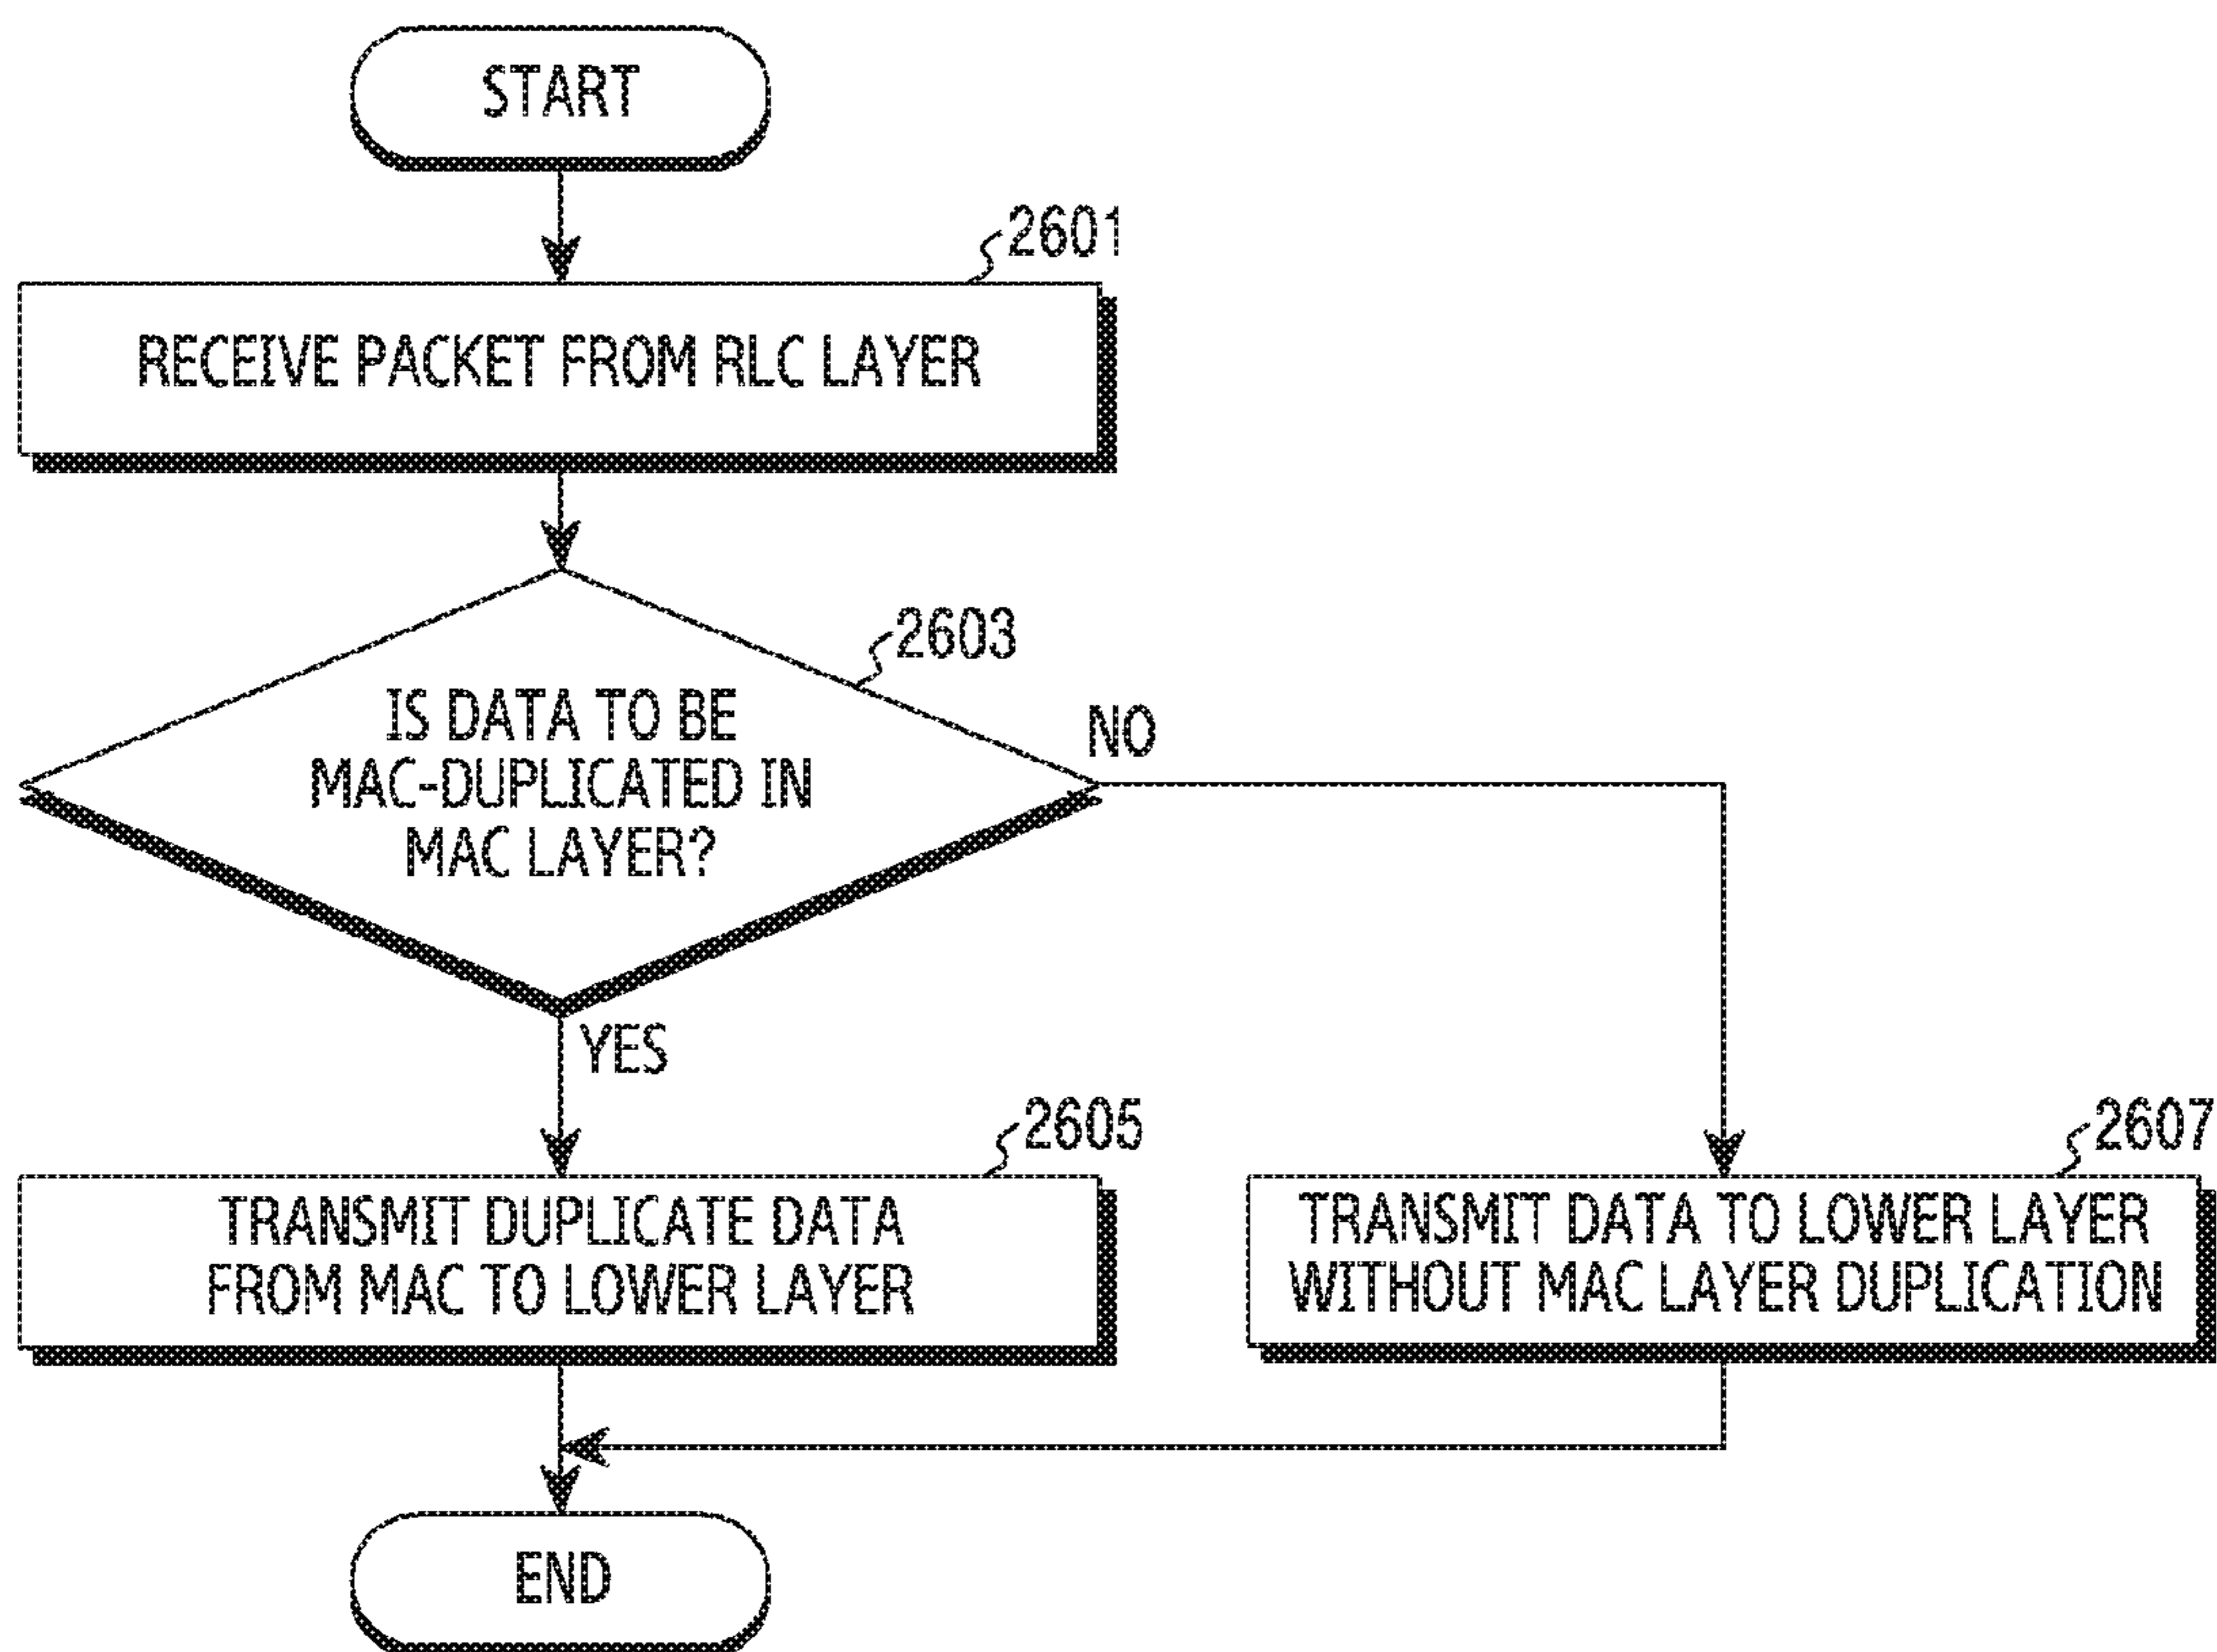 START
2601
RECEIVE PACKET FROM RLC LAYER
2603
IS DATA TO BE
MAC-DUPLICATED IN
MAC LAYER?
NO
YES
2605
TRANSMIT DUPLICATE DATA
FROM MAC TO LOWER LAYER
2607
TRANSMIT DATA TO LOWER LAYER
WITHOUT MAC LAYER DUPLICATION
END